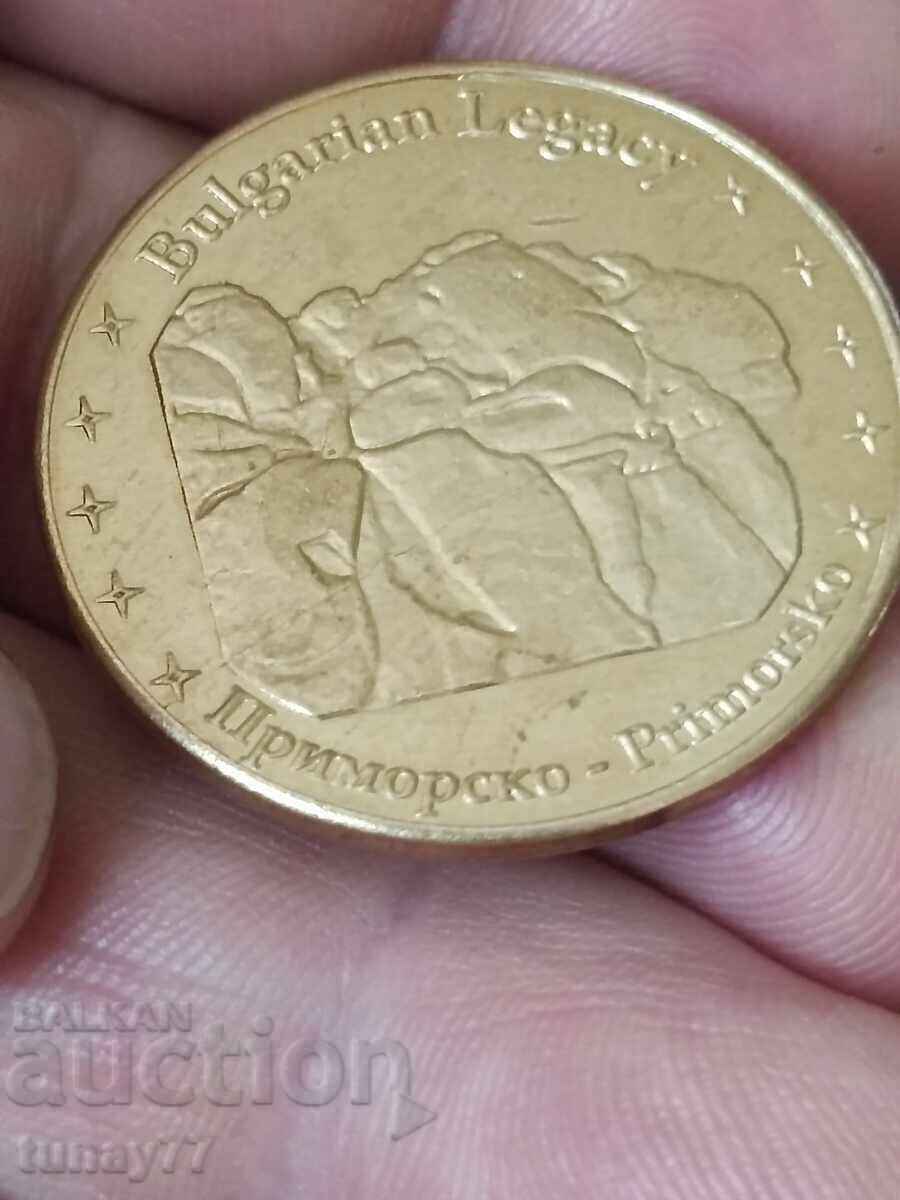 Bulgarian Legacy
Приморско - Primorsko
BALKAN
auction
tunay77